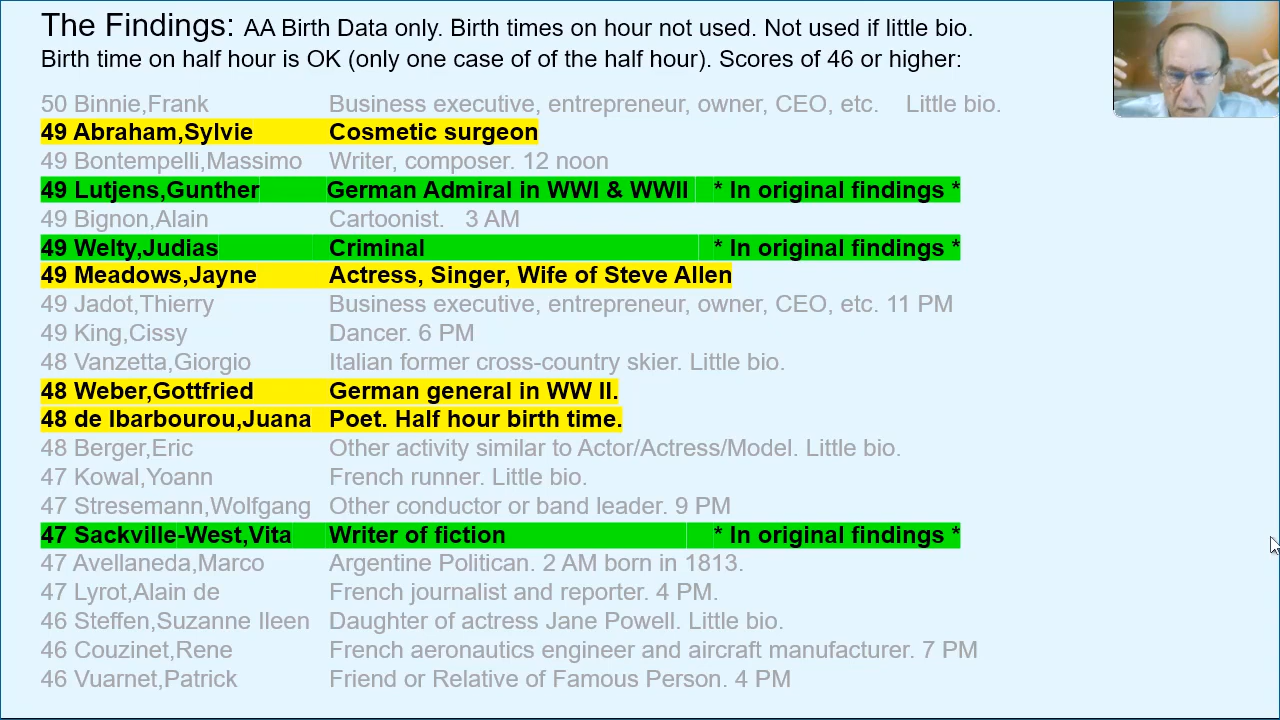 The Findings: AA Birth Data only. Birth times on hour not used. Not used if little bio.
Birth time on half hour is OK (only one case of of the half hour). Scores of 46 or higher:
50 Binnie,Frank Business executive, entrepreneur, owner, CEO, etc. Little bio.
49 Abraham,Sylvie Cosmetic surgeon
49 Bontempelli,Massimo Writer, composer. 12 noon
49 Lutjens,Gunther German Admiral in WWI & WWII * In original findings *
49 Bignon,Alain Cartoonist. 3 AM
49 Welty,Judias Criminal * In original findings *
49 Meadows,Jayne Actress, Singer, Wife of Steve Allen
49 Jadot,Thierry Business executive, entrepreneur, owner, CEO, etc. 11 PM
49 King,Cissy Dancer. 6 PM
48 Vanzetta,Giorgio Italian former cross-country skier. Little bio.
48 Weber,Gottfried German general in WW II.
48 de Ibarbourou,Juana Poet. Half hour birth time.
48 Berger,Eric Other activity similar to Actor/Actress/Model. Little bio.
47 Kowal,Yoann French runner. Little bio.
47 Stresemann,Wolfgang Other conductor or band leader. 9 PM
47 Sackville-West,Vita Writer of fiction * In original findings *
47 Avellaneda,Marco Argentine Politican. 2 AM born in 1813.
47 Lyrot,Alain de French journalist and reporter. 4 PM.
46 Steffen,Suzanne Ileen Daughter of actress Jane Powell. Little bio.
46 Couzinet,Rene French aeronautics engineer and aircraft manufacturer. 7 PM
46 Vuarnet,Patrick Friend or Relative of Famous Person. 4 PM